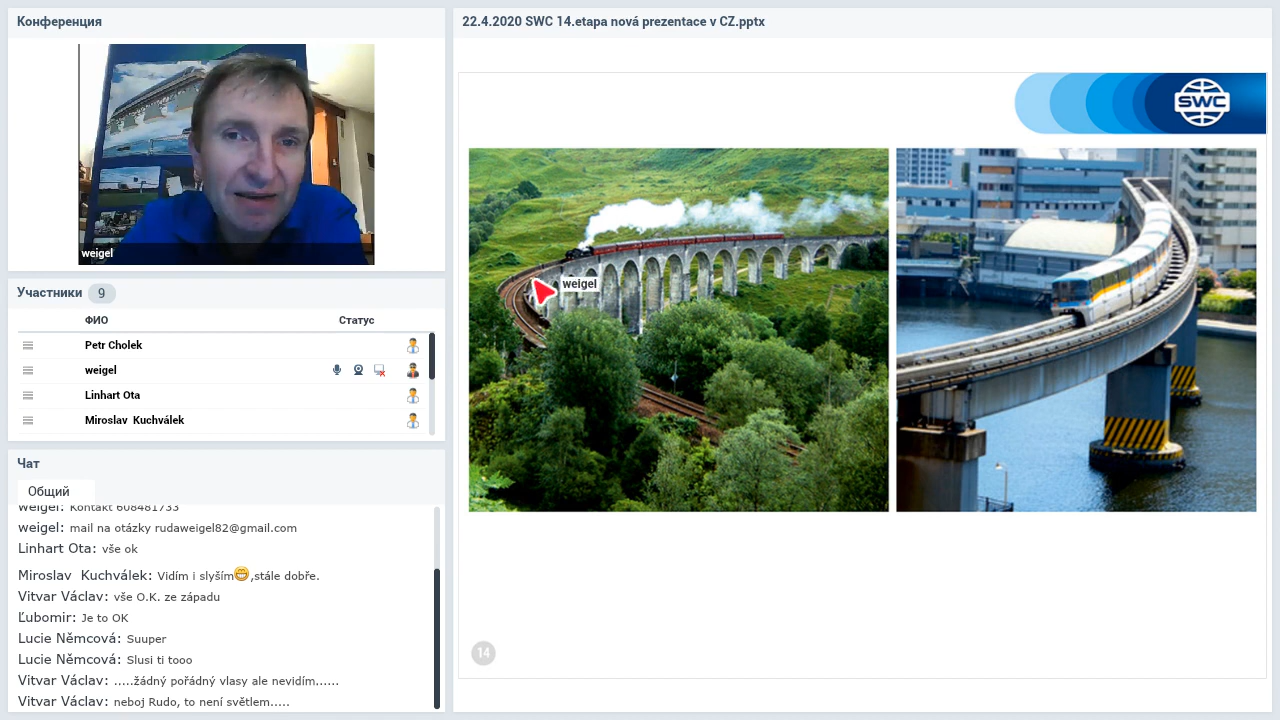 Конференция
weigel
Участники 9
ФИО Статус
Petr Cholek
weigel
Linhart Ota
Miroslav Kuchválek
Чат
Общий
weigel: Kontakt 608481733
weigel: mail na otázky rudaweigel82@gmail.com
Linhart Ota: vše ok
Miroslav Kuchválek: Vidím i slyším😁,stále dobře.
Vitvar Václav: vše O.K. ze západu
Ľubomir: Je to OK
Lucie Němcová: Suuper
Lucie Němcová: Slusi ti tooo
Vitvar Václav: .....žádný pořádný vlasy ale nevidím......
Vitvar Václav: neboj Rudo, to není světlem.....
22.4.2020 SWC 14.etapa nová prezentace v CZ.pptx
SWC
weigel
14